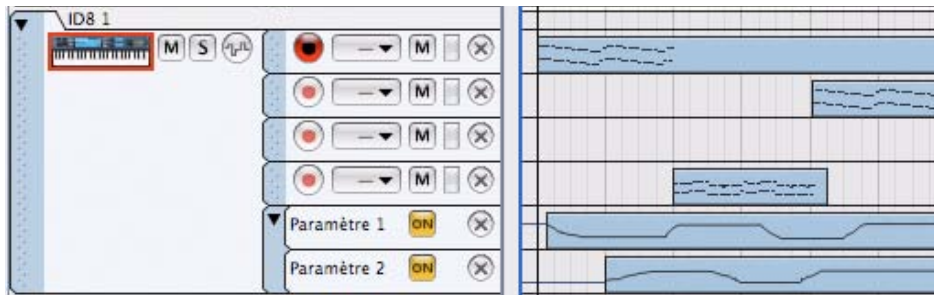 ID8 1
M S M
M
M
M
Paramètre 1 ON
Paramètre 2 ON